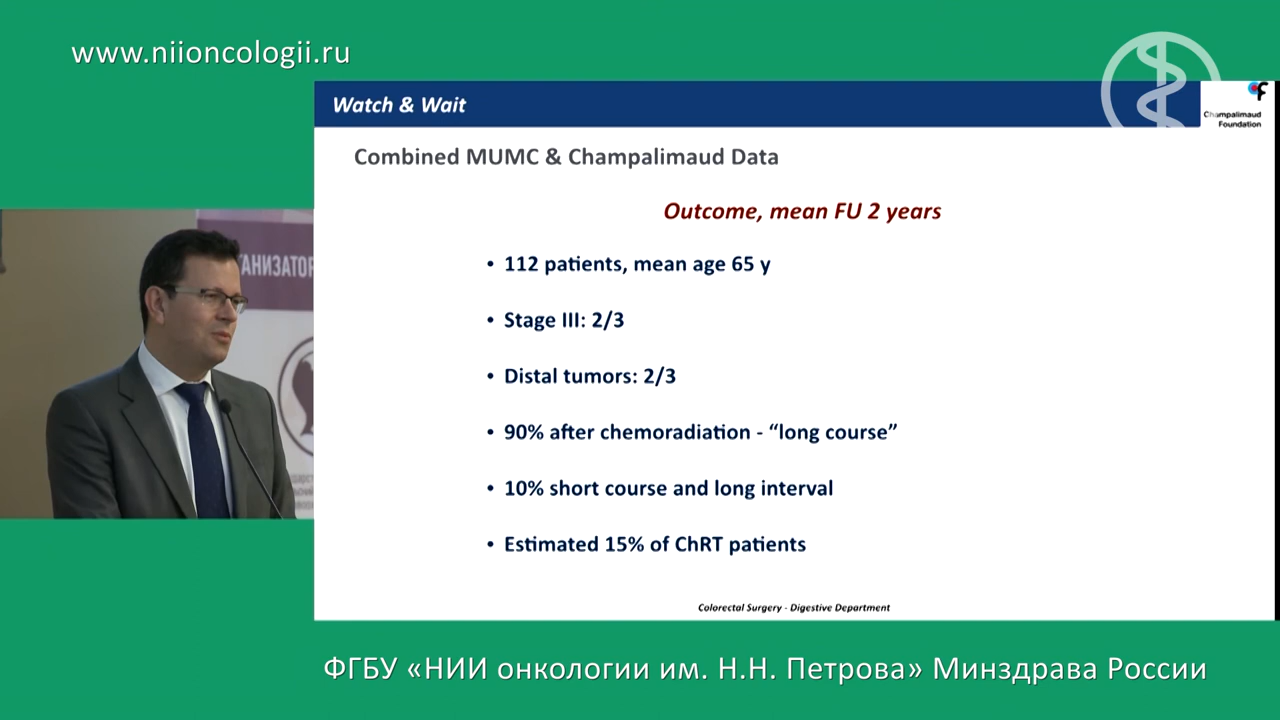 www.niioncologii.ru
Watch & Wait
Champalimaud
Foundation
Combined MUMC & Champalimaud Data
Outcome, mean FU 2 years
• 112 patients, mean age 65 y
• Stage III: 2/3
• Distal tumors: 2/3
• 90% after chemoradiation - “long course”
• 10% short course and long interval
• Estimated 15% of ChRT patients
Colorectal Surgery - Digestive Department
ФГБУ «НИИ онкологии им. Н.Н. Петрова» Минздрава России